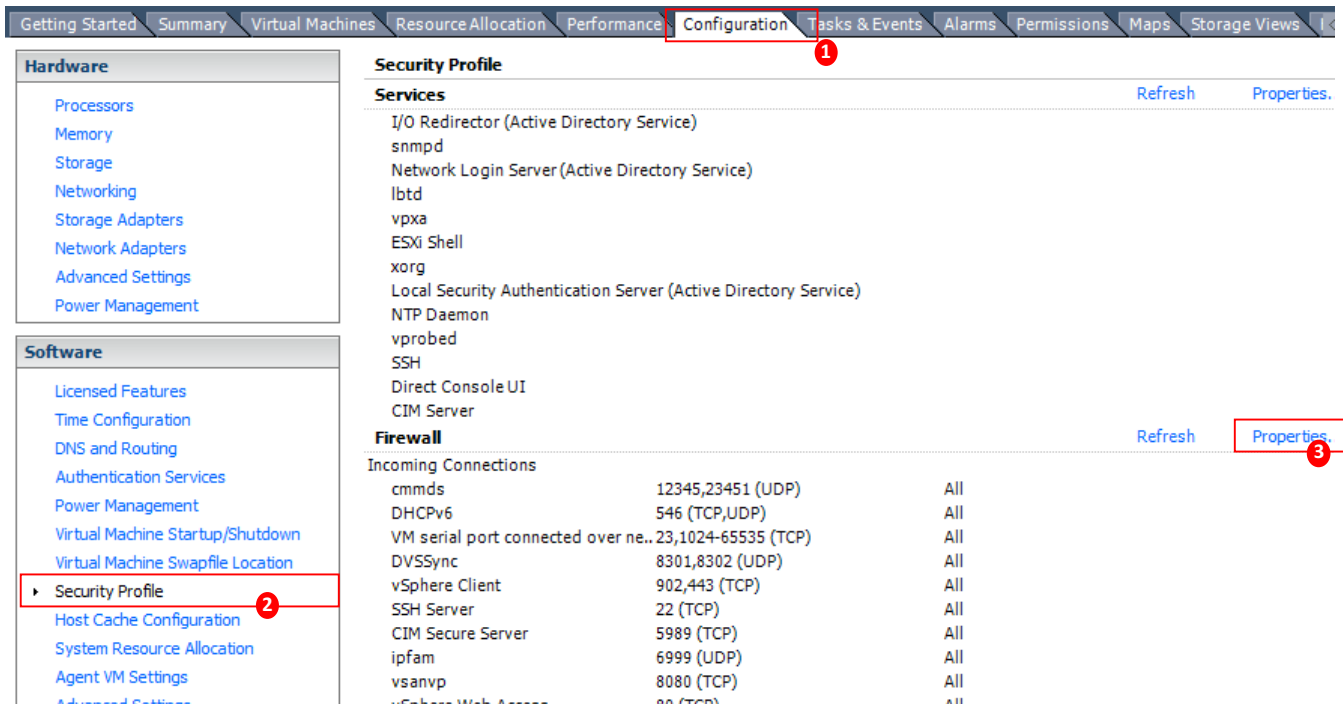 Getting Started Summary Virtual Machines Resource Allocation Performance Configuration Tasks & Events Alarms Permissions Maps Storage Views
1
Hardware
Processors
Memory
Storage
Networking
Storage Adapters
Network Adapters
Advanced Settings
Power Management
Software
Licensed Features
Time Configuration
DNS and Routing
Authentication Services
Power Management
Virtual Machine Startup/Shutdown
Virtual Machine Swapfile Location
Security Profile
2
Host Cache Configuration
System Resource Allocation
Agent VM Settings
Advanced Settings
Security Profile
Services Refresh Properties.
I/O Redirector (Active Directory Service)
snmpd
Network Login Server (Active Directory Service)
lbtd
vpxa
ESXi Shell
xorg
Local Security Authentication Server (Active Directory Service)
NTP Daemon
vprobed
SSH
Direct Console UI
CIM Server
Firewall Refresh Properties.
3
Incoming Connections
cmmds 12345,23451 (UDP) All
DHCPv6 546 (TCP,UDP) All
VM serial port connected over ne.. 23,1024-65535 (TCP) All
DVSSync 8301,8302 (UDP) All
vSphere Client 902,443 (TCP) All
SSH Server 22 (TCP) All
CIM Secure Server 5989 (TCP) All
ipfam 6999 (UDP) All
vsanvp 8080 (TCP) All
vSphere Web Access 80 (TCP) All